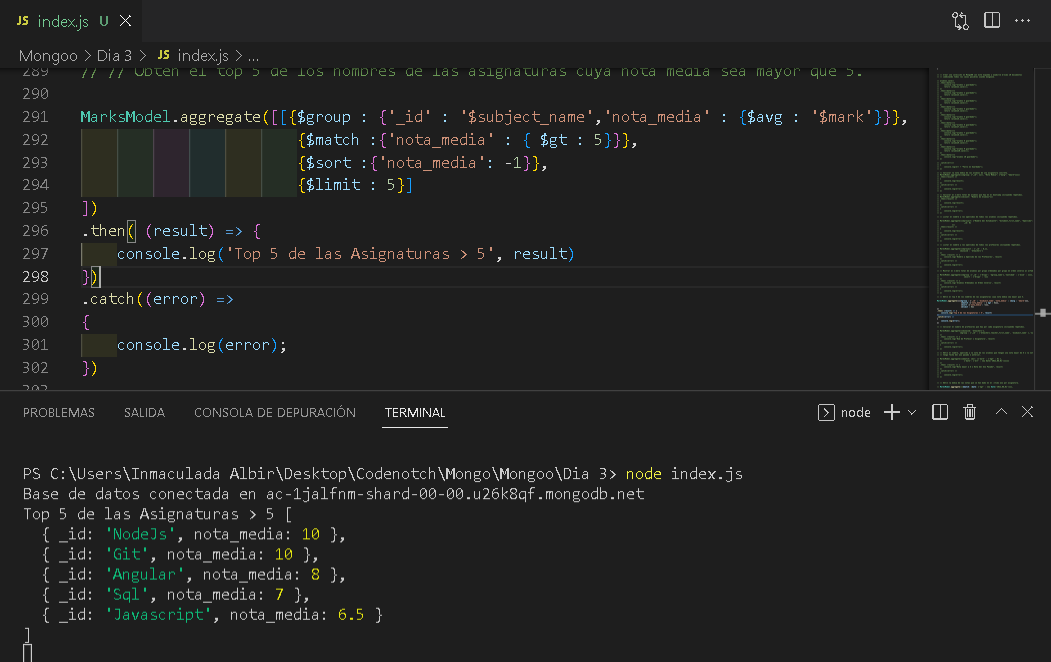 JS index.js U
Mongoo > Dia 3 > JS index.js > ...
289 // // Obten el top 5 de los nombres de las asignaturas cuya nota media sea mayor que 5.
290
291 MarksModel.aggregate([[{$group : {'_id' : '$subject_name','nota_media' : {$avg : '$mark'}}},
292 {$match :{'nota_media' : { $gt : 5}}},
293 {$sort :{'nota_media': -1}},
294 {$limit : 5}]
295 ])
296 .then( (result) => {
297 console.log('Top 5 de las Asignaturas > 5', result)
298 })
299 .catch((error) =>
300 {
301 console.log(error);
302 })
303
PROBLEMAS SALIDA CONSOLA DE DEPURACIÓN TERMINAL node
PS C:\Users\Inmaculada Albir\Desktop\Codenotch\Mongo\Mongoo\Dia 3> node index.js
Base de datos conectada en ac-1jalfnm-shard-00-00.u26k8qf.mongodb.net
Top 5 de las Asignaturas > 5 [
{ _id: 'NodeJs', nota_media: 10 },
{ _id: 'Git', nota_media: 10 },
{ _id: 'Angular', nota_media: 8 },
{ _id: 'Sql', nota_media: 7 },
{ _id: 'Javascript', nota_media: 6.5 }
]